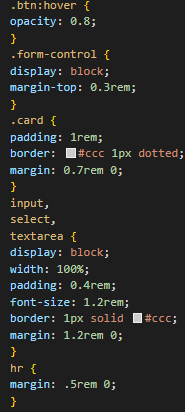 .btn:hover {
opacity: 0.8;
}
.form-control {
display: block;
margin-top: 0.3rem;
}
.card {
padding: 1rem;
border: #ccc 1px dotted;
margin: 0.7rem 0;
}
input,
select,
textarea {
display: block;
width: 100%;
padding: 0.4rem;
font-size: 1.2rem;
border: 1px solid #ccc;
margin: 1.2rem 0;
}
hr {
margin: .5rem 0;
}